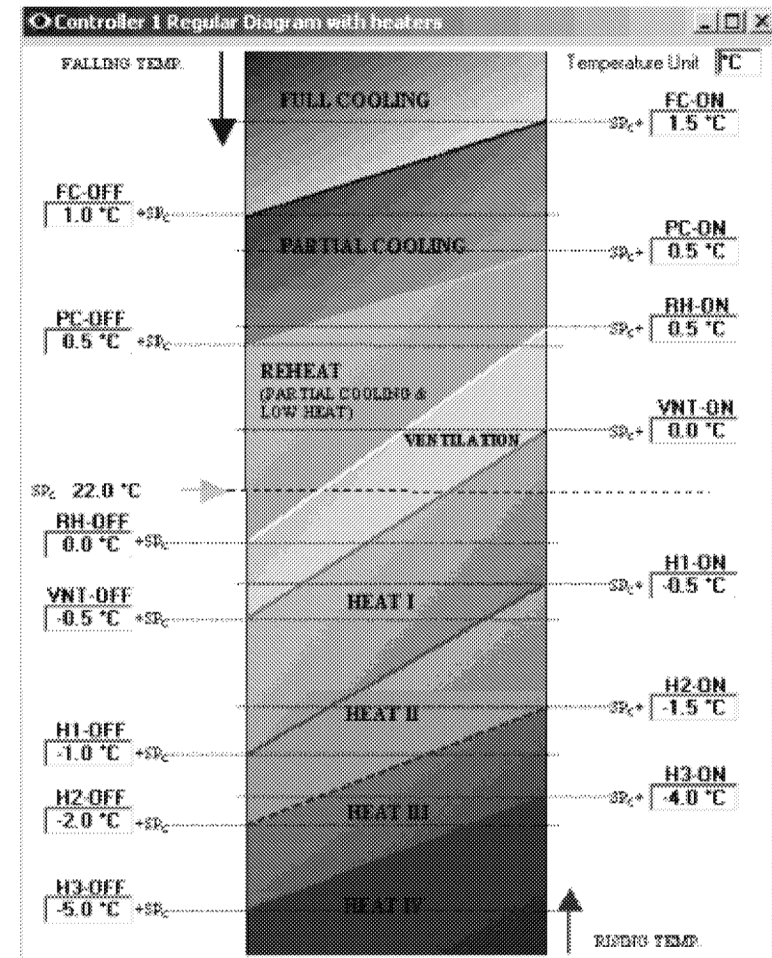 Controller 1 Regular Diagram with heaters
FALLING TEMP.
Temperature Unit °C
FULL COOLING
FC-ON
SPC+ 1.5 °C
FC-OFF
1.0 °C +SPC
PC-ON
SPC+ 0.5 °C
PARTIAL COOLING
RH-ON
SPC+ 0.5 °C
PC-OFF
0.5 °C +SPC
REHEAT
(PARTIAL COOLING &
LOW HEAT)
VNT-ON
SPC+ 0.0 °C
VENTILATION
SPC 22.0 °C
RH-OFF
0.0 °C +SPC
H1-ON
SPC+ -0.5 °C
VNT-OFF
-0.5 °C +SPC
HEAT I
H2-ON
SPC+ -1.5 °C
HEAT II
H1-OFF
-1.0 °C +SPC
H3-ON
SPC+ -4.0 °C
H2-OFF
-2.0 °C +SPC
HEAT III
H3-OFF
-5.0 °C +SPC
HEAT IV
RISING TEMP.